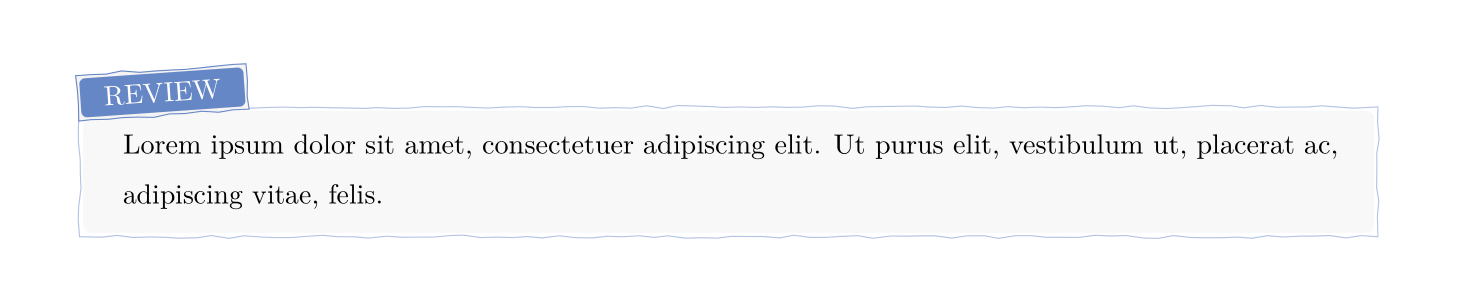 REVIEW
Lorem ipsum dolor sit amet, consectetuer adipiscing elit. Ut purus elit, vestibulum ut, placerat ac,
adipiscing vitae, felis.